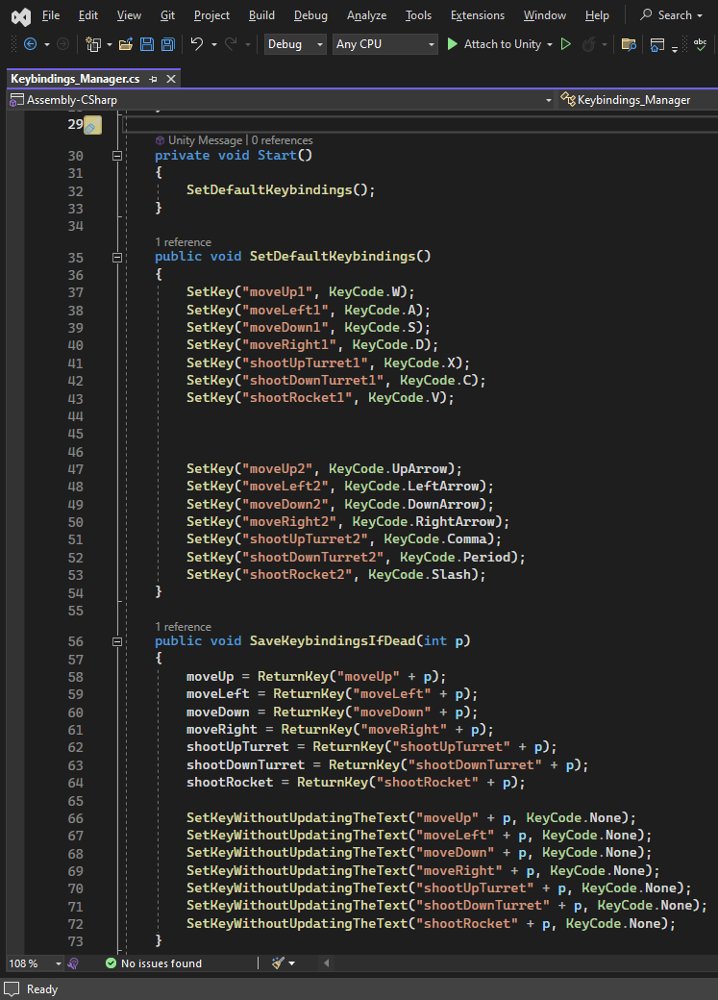 File Edit View Git Project Build Debug Analyze Tools Extensions Window Help Search
Debug Any CPU Attach to Unity abc
Keybindings_Manager.cs
Assembly-CSharp Keybindings_Manager
29
Unity Message | 0 references
30 private void Start()
31 {
32 SetDefaultKeybindings();
33 }
34
1 reference
35 public void SetDefaultKeybindings()
36 {
37 SetKey("moveUp1", KeyCode.W);
38 SetKey("moveLeft1", KeyCode.A);
39 SetKey("moveDown1", KeyCode.S);
40 SetKey("moveRight1", KeyCode.D);
41 SetKey("shootUpTurret1", KeyCode.X);
42 SetKey("shootDownTurret1", KeyCode.C);
43 SetKey("shootRocket1", KeyCode.V);
44
45
46
47 SetKey("moveUp2", KeyCode.UpArrow);
48 SetKey("moveLeft2", KeyCode.LeftArrow);
49 SetKey("moveDown2", KeyCode.DownArrow);
50 SetKey("moveRight2", KeyCode.RightArrow);
51 SetKey("shootUpTurret2", KeyCode.Comma);
52 SetKey("shootDownTurret2", KeyCode.Period);
53 SetKey("shootRocket2", KeyCode.Slash);
54 }
55
1 reference
56 public void SaveKeybindingsIfDead(int p)
57 {
58 moveUp = ReturnKey("moveUp" + p);
59 moveLeft = ReturnKey("moveLeft" + p);
60 moveDown = ReturnKey("moveDown" + p);
61 moveRight = ReturnKey("moveRight" + p);
62 shootUpTurret = ReturnKey("shootUpTurret" + p);
63 shootDownTurret = ReturnKey("shootDownTurret" + p);
64 shootRocket = ReturnKey("shootRocket" + p);
65
66 SetKeyWithoutUpdatingTheText("moveUp" + p, KeyCode.None);
67 SetKeyWithoutUpdatingTheText("moveLeft" + p, KeyCode.None);
68 SetKeyWithoutUpdatingTheText("moveDown" + p, KeyCode.None);
69 SetKeyWithoutUpdatingTheText("moveRight" + p, KeyCode.None);
70 SetKeyWithoutUpdatingTheText("shootUpTurret" + p, KeyCode.None);
71 SetKeyWithoutUpdatingTheText("shootDownTurret" + p, KeyCode.None);
72 SetKeyWithoutUpdatingTheText("shootRocket" + p, KeyCode.None);
73 }
108 % No issues found
Ready